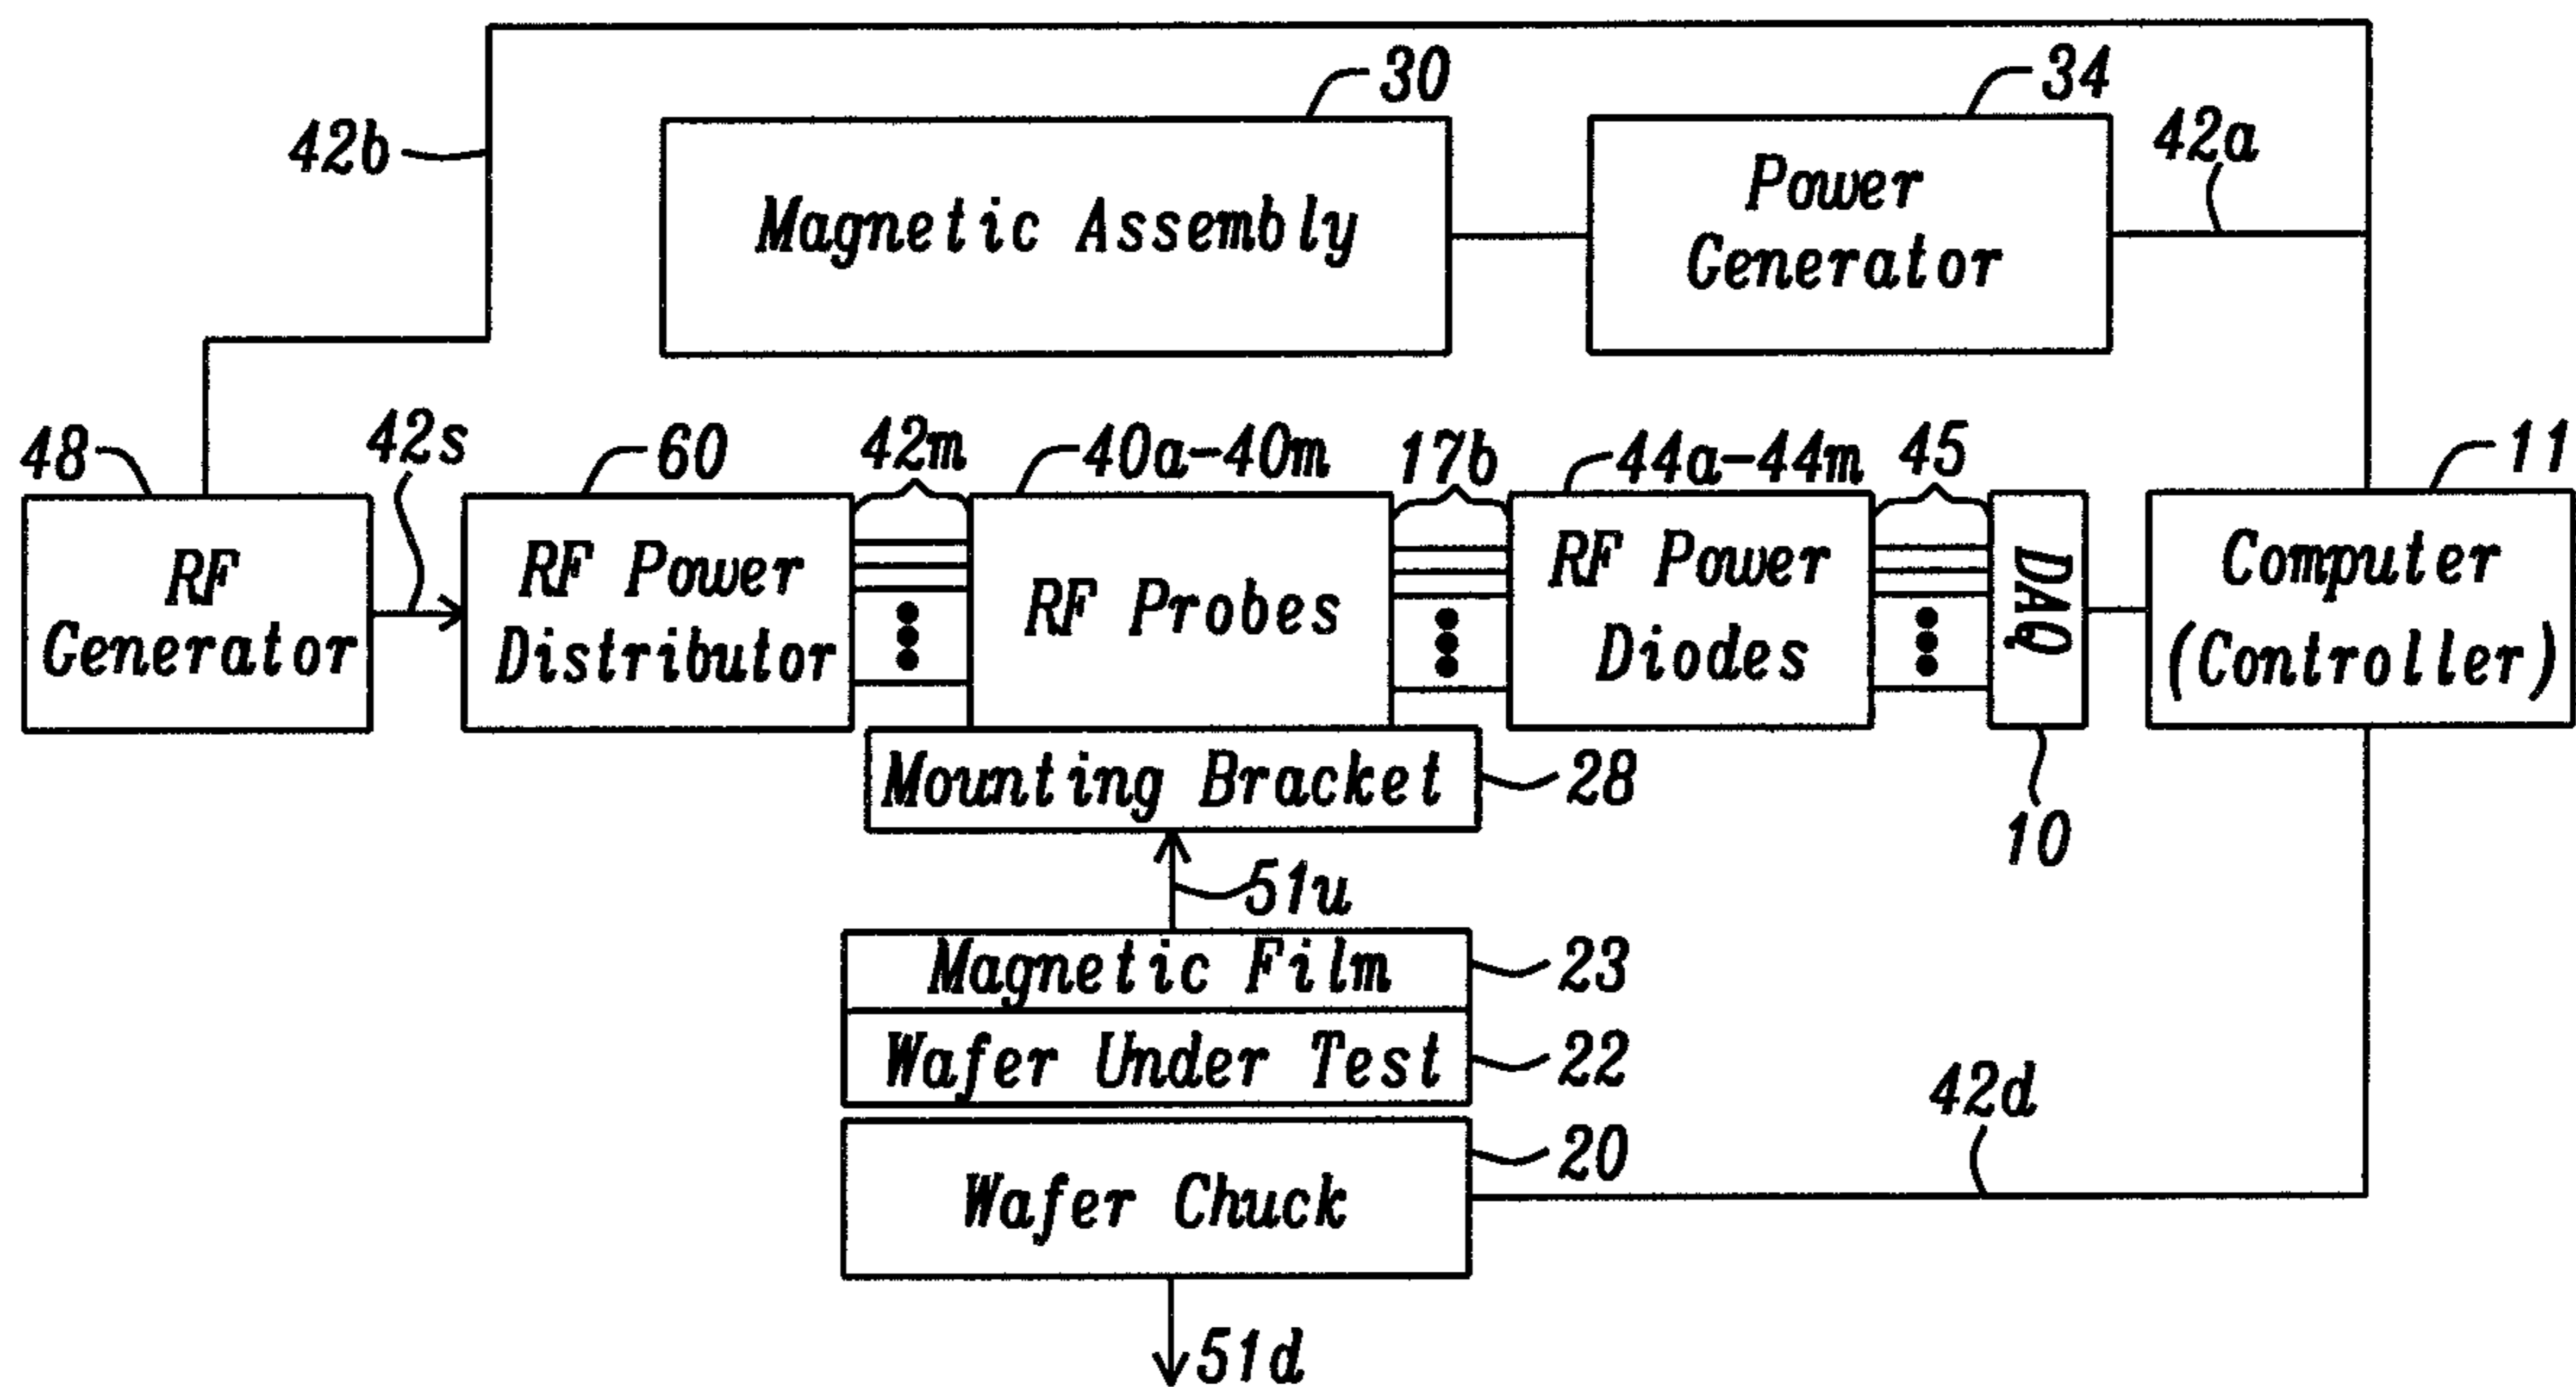 30
34
42b
42a
Magnetic Assembly
Power
Generator
48
42s
60
42m
40a-40m
17b
44a-44m
45
11
RF
Generator
RF Power
Distributor
RF Probes
RF Power
Diodes
DAQ
Computer
(Controller)
Mounting Bracket
28
10
51u
Magnetic Film
23
Wafer Under Test
22
42d
20
Wafer Chuck
51d